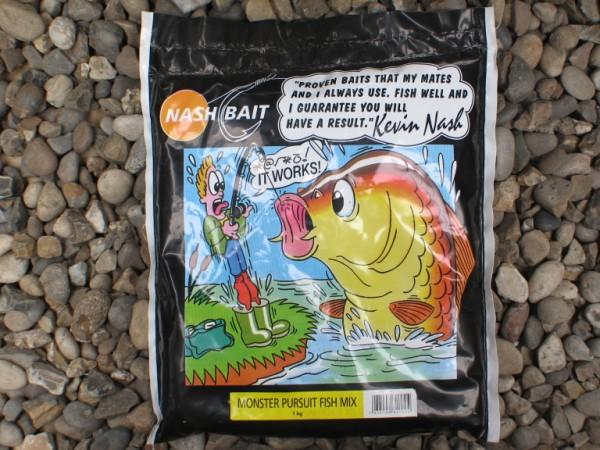 "PROVEN BAITS THAT MY MATES
AND I ALWAYS USE. FISH WELL AND
I GUARANTEE YOU WILL
HAVE A RESULT." Kevin Nash
NASH BAIT
@/#*!
IT WORKS!
MONSTER PURSUIT FISH MIX
1 kg